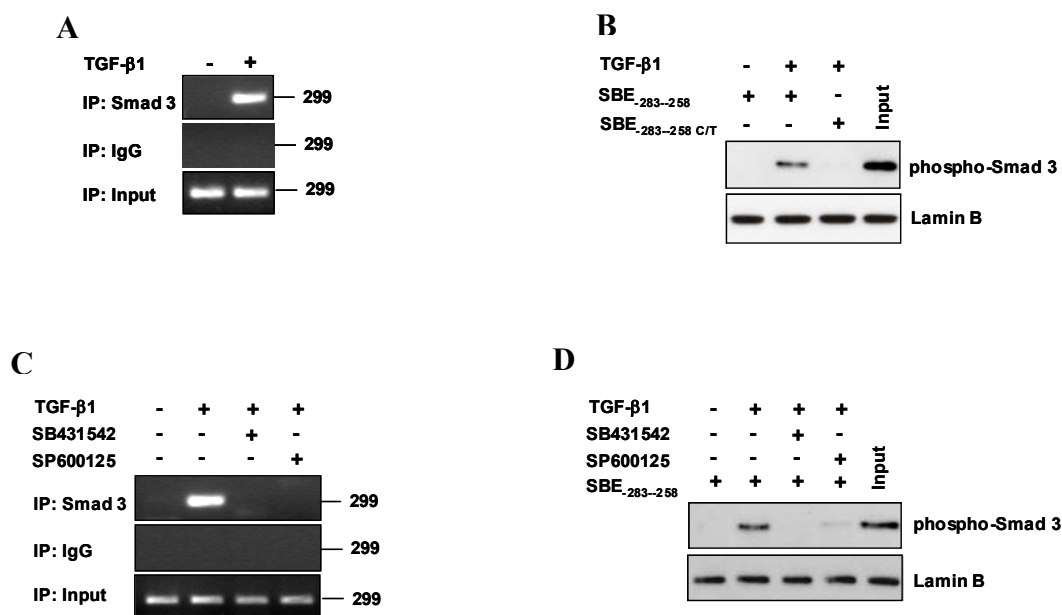 A
TGF-β1 - +
IP: Smad 3 299
IP: IgG 299
IP: Input 299
B
TGF-β1 - + +
SBE-283--258 + + -
SBE-283--258 C/T - - +
Input
phospho-Smad 3
Lamin B
C
TGF-β1 - + + +
SB431542 - - + -
SP600125 - - - +
IP: Smad 3 299
IP: IgG 299
IP: Input 299
D
TGF-β1 - + + +
SB431542 - - + -
SP600125 - - - +
SBE-283--258 + + + +
Input
phospho-Smad 3
Lamin B